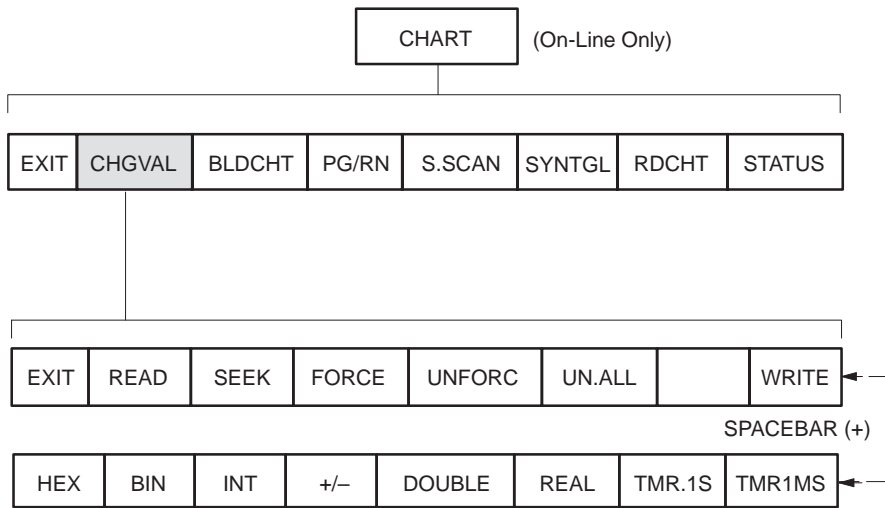 CHART (On-Line Only)
EXIT CHGVAL BLDCHT PG/RN S.SCAN SYNTGL RDCHT STATUS
EXIT READ SEEK FORCE UNFORC UN.ALL WRITE
SPACEBAR (+)
HEX BIN INT +/– DOUBLE REAL TMR.1S TMR1MS